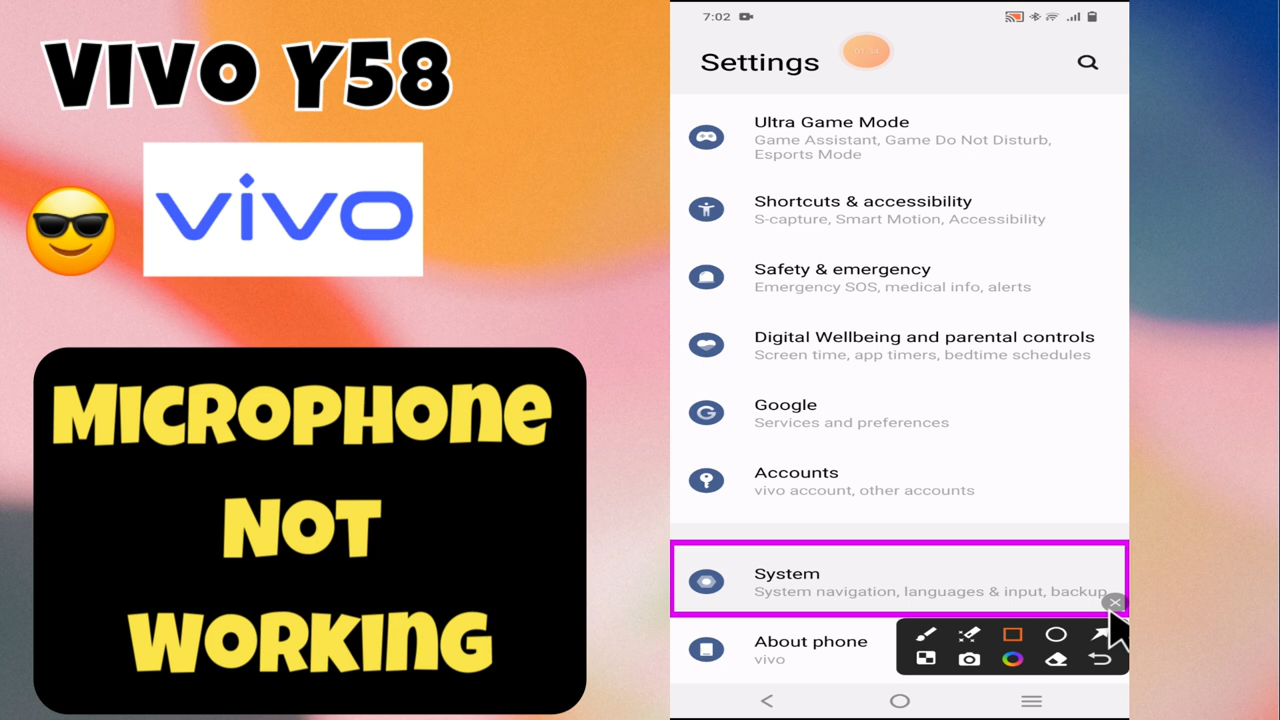 VIVO Y58
vivo
MICROPHONE
NOT
WORKING
7:02
Settings
01:34
Ultra Game Mode
Game Assistant, Game Do Not Disturb,
Esports Mode
Shortcuts & accessibility
S-capture, Smart Motion, Accessibility
Safety & emergency
Emergency SOS, medical info, alerts
Digital Wellbeing and parental controls
Screen time, app timers, bedtime schedules
Google
Services and preferences
Accounts
vivo account, other accounts
System
System navigation, languages & input, backup
About phone
vivo